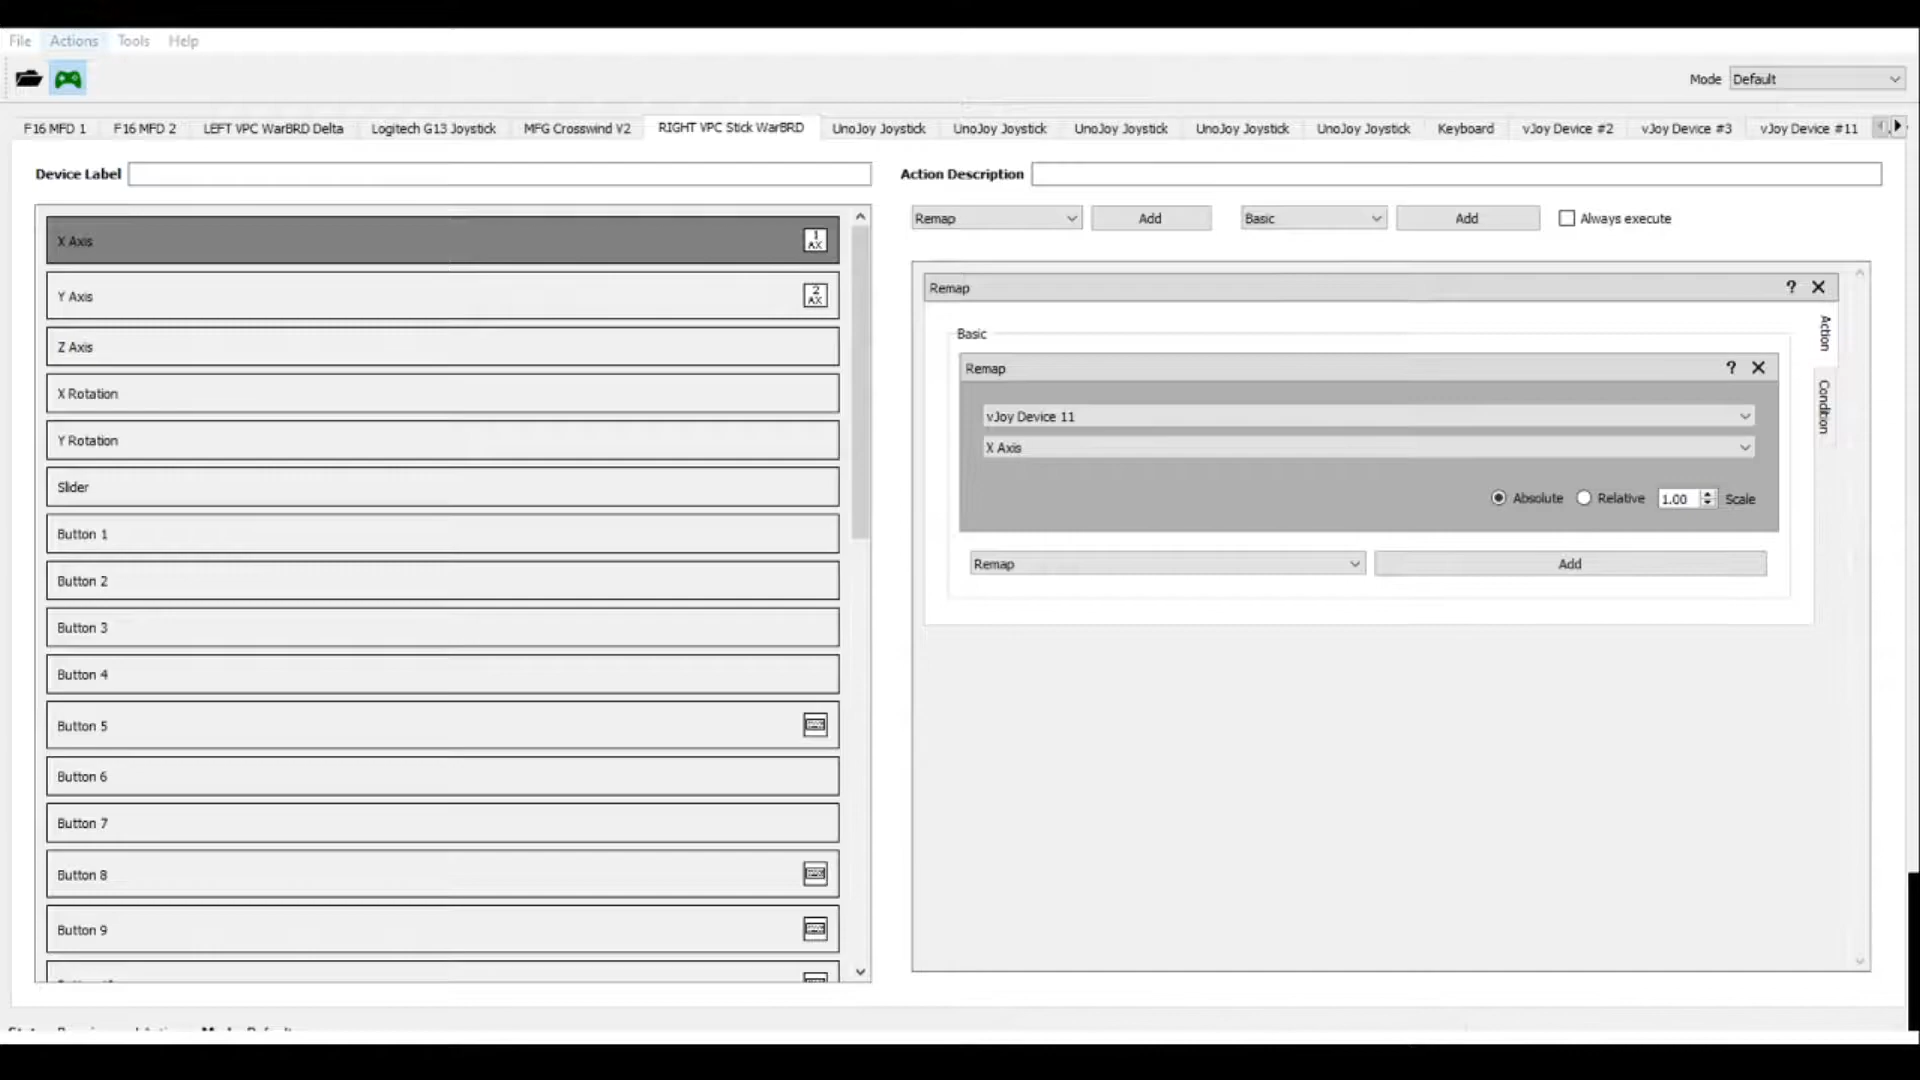 File Actions Tools Help
Mode Default
F16 MFD 1 F16 MFD 2 LEFT VPC WarBRD Delta Logitech G13 Joystick MFG Crosswind V2 RIGHT VPC Stick WarBRD UnoJoy Joystick UnoJoy Joystick UnoJoy Joystick UnoJoy Joystick UnoJoy Joystick Keyboard vJoy Device #2 vJoy Device #3 vJoy Device #11
Device Label
Action Description
Remap Add Basic Add Always execute
X Axis 1 AX
Y Axis 2 AX
Z Axis
X Rotation
Y Rotation
Slider
Button 1
Button 2
Button 3
Button 4
Button 5
Button 6
Button 7
Button 8
Button 9
Remap ?
Action
Condition
Basic
Remap ?
vJoy Device 11
X Axis
Absolute Relative 1.00 Scale
Remap Add